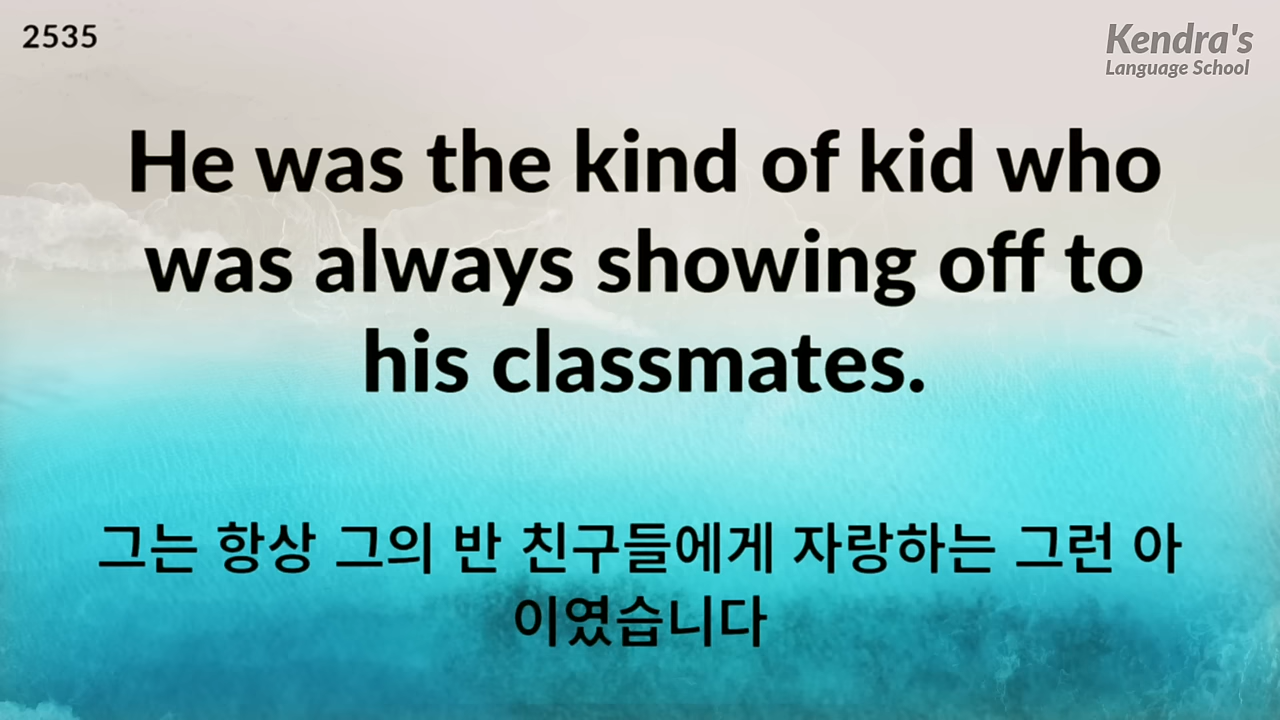 2535
Kendra's
Language School
He was the kind of kid who
was always showing off to
his classmates.
그는 항상 그의 반 친구들에게 자랑하는 그런 아
이였습니다